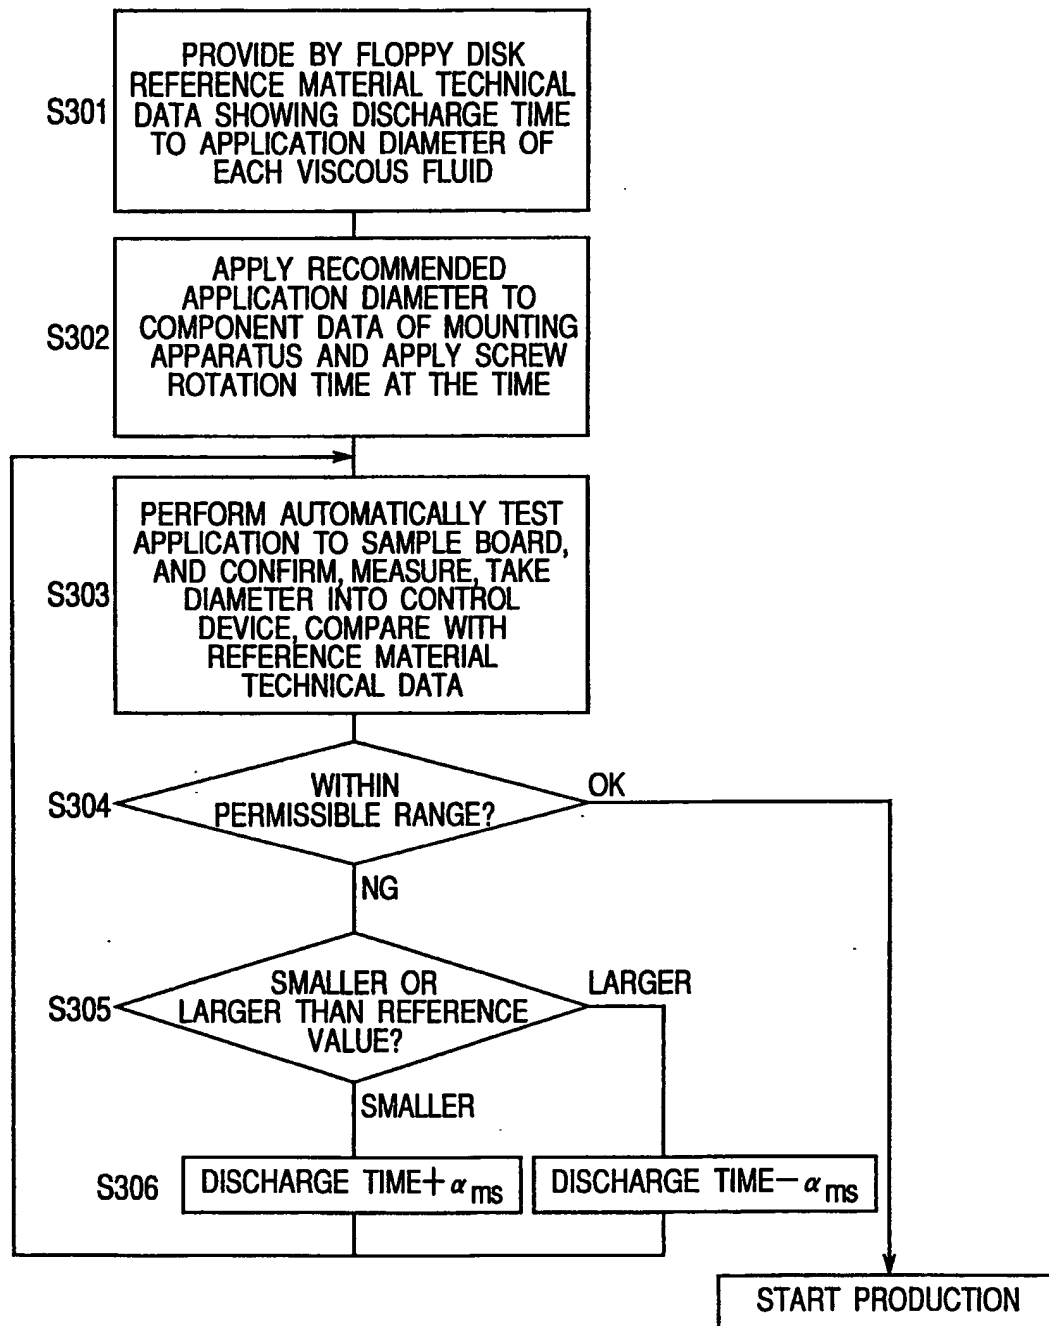 S301
PROVIDE BY FLOPPY DISK
REFERENCE MATERIAL TECHNICAL
DATA SHOWING DISCHARGE TIME
TO APPLICATION DIAMETER OF
EACH VISCOUS FLUID
S302
APPLY RECOMMENDED
APPLICATION DIAMETER TO
COMPONENT DATA OF MOUNTING
APPARATUS AND APPLY SCREW
ROTATION TIME AT THE TIME
S303
PERFORM AUTOMATICALLY TEST
APPLICATION TO SAMPLE BOARD,
AND CONFIRM, MEASURE, TAKE
DIAMETER INTO CONTROL
DEVICE, COMPARE WITH
REFERENCE MATERIAL
TECHNICAL DATA
S304
WITHIN
PERMISSIBLE RANGE?
OK
NG
S305
SMALLER OR
LARGER THAN REFERENCE
VALUE?
LARGER
SMALLER
S306
DISCHARGE TIME+αms
DISCHARGE TIME−αms
START PRODUCTION